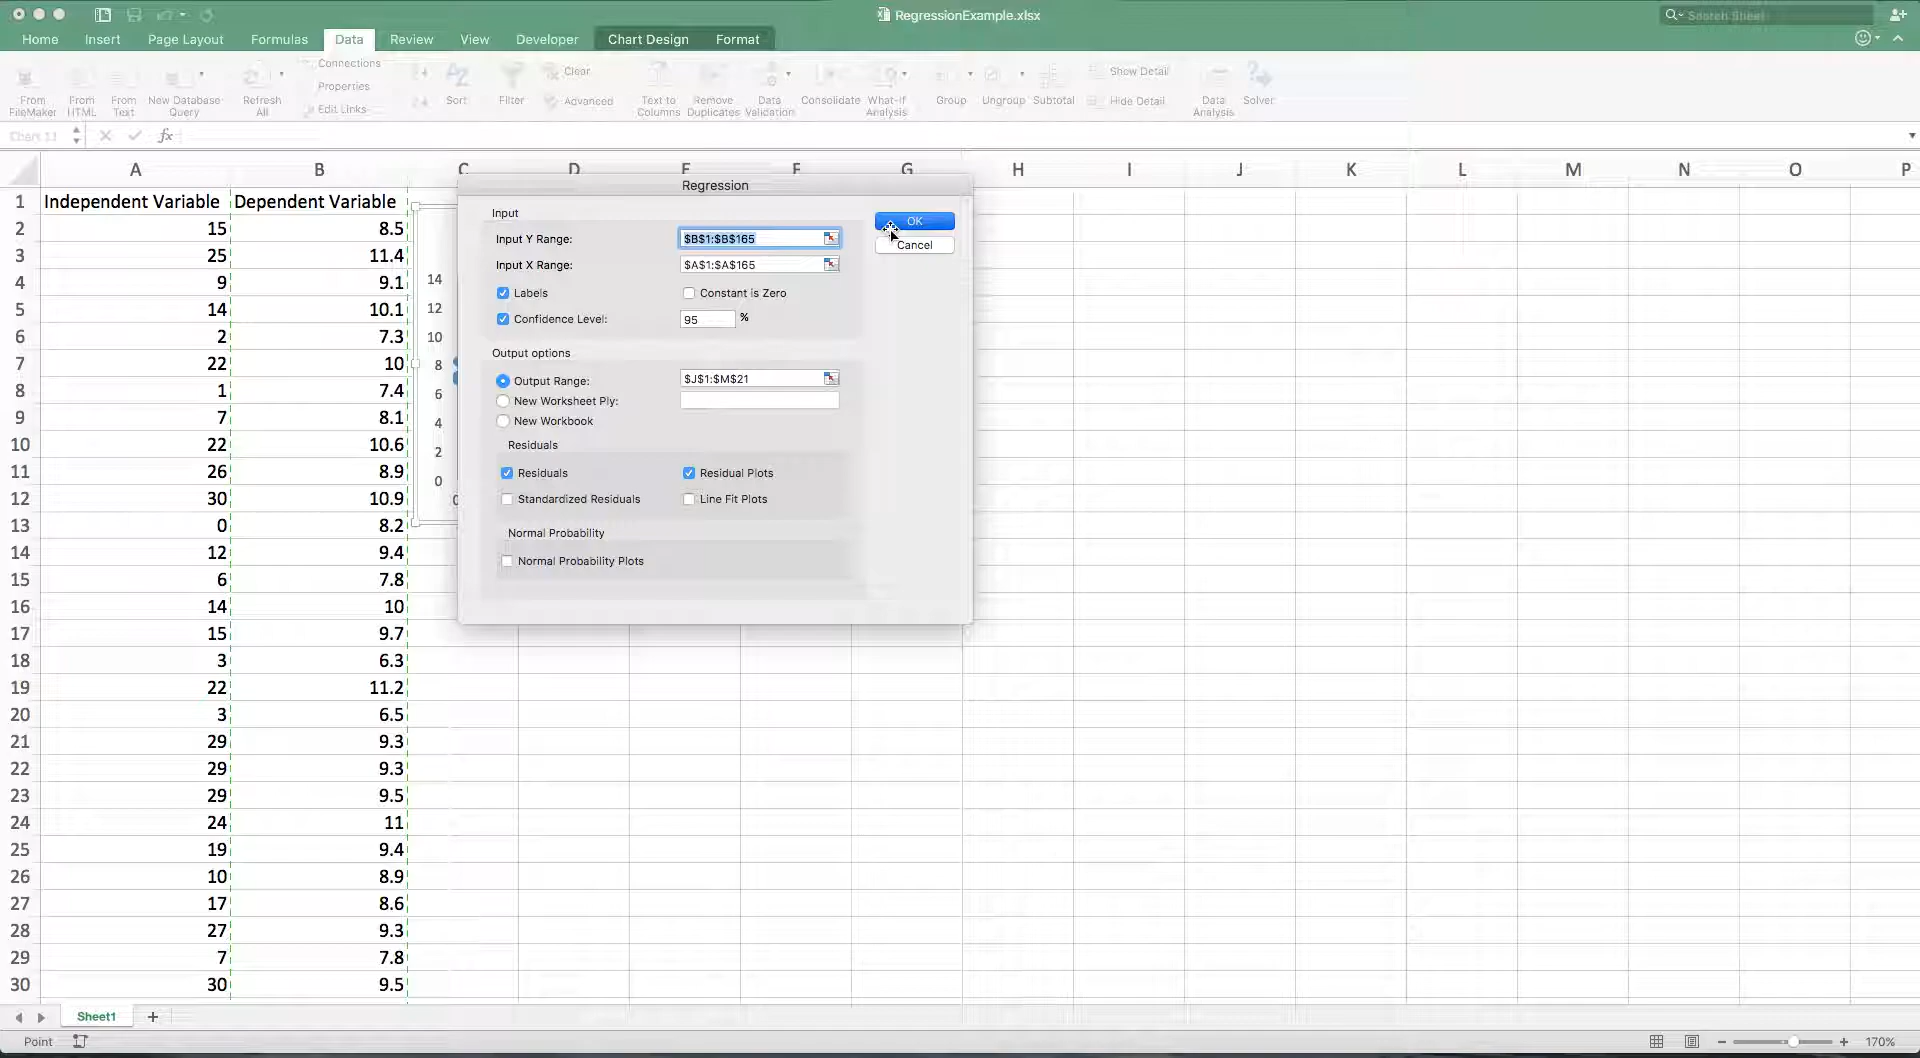 RegressionExample.xlsx
Search Sheet
Home Insert Page Layout Formulas Data Review View Developer Chart Design Format
From FileMaker
From HTML
From Text
New Database Query
Refresh All
Connections
Properties
Edit Links
Sort
Filter
Clear
Advanced
Text to Columns
Remove Duplicates
Data Validation
Consolidate
What-If Analysis
Group
Ungroup
Subtotal
Show Detail
Hide Detail
Data Analysis
Solver
fx
A B C D E F G H I J K L M N O P
Regression
Input
Input Y Range: $B$1:$B$165
Input X Range: $A$1:$A$165
Labels
Constant is Zero
Confidence Level: 95 %
OK
Cancel
Output options
Output Range: $J$1:$M$21
New Worksheet Ply:
New Workbook
Residuals
Residuals
Residual Plots
Standardized Residuals
Line Fit Plots
Normal Probability
Normal Probability Plots
14
12
10
8
6
4
2
0
1 Independent Variable Dependent Variable
2 15 8.5
3 25 11.4
4 9 9.1
5 14 10.1
6 2 7.3
7 22 10
8 1 7.4
9 7 8.1
10 22 10.6
11 26 8.9
12 30 10.9
13 0 8.2
14 12 9.4
15 6 7.8
16 14 10
17 15 9.7
18 3 6.3
19 22 11.2
20 3 6.5
21 29 9.3
22 29 9.3
23 29 9.5
24 24 11
25 19 9.4
26 10 8.9
27 17 8.6
28 27 9.3
29 7 7.8
30 30 9.5
Sheet1
Point
170%